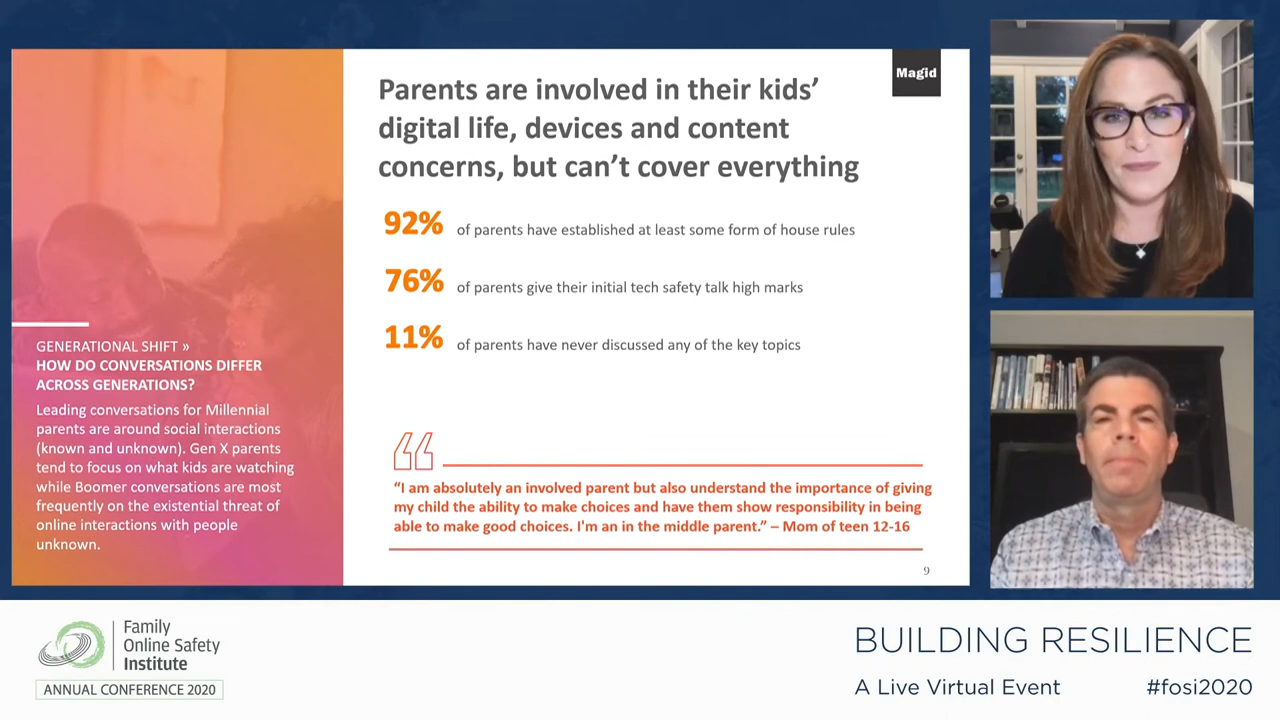 Magid
Parents are involved in their kids’
digital life, devices and content
concerns, but can’t cover everything
92% of parents have established at least some form of house rules
76% of parents give their initial tech safety talk high marks
11% of parents have never discussed any of the key topics
GENERATIONAL SHIFT »
HOW DO CONVERSATIONS DIFFER
ACROSS GENERATIONS?
Leading conversations for Millennial
parents are around social interactions
(known and unknown). Gen X parents
tend to focus on what kids are watching
while Boomer conversations are most
frequently on the existential threat of
online interactions with people
unknown.
“I am absolutely an involved parent but also understand the importance of giving
my child the ability to make choices and have them show responsibility in being
able to make good choices. I'm an in the middle parent.” – Mom of teen 12-16
9
Family
Online Safety
Institute
ANNUAL CONFERENCE 2020
BUILDING RESILIENCE
A Live Virtual Event #fosi2020